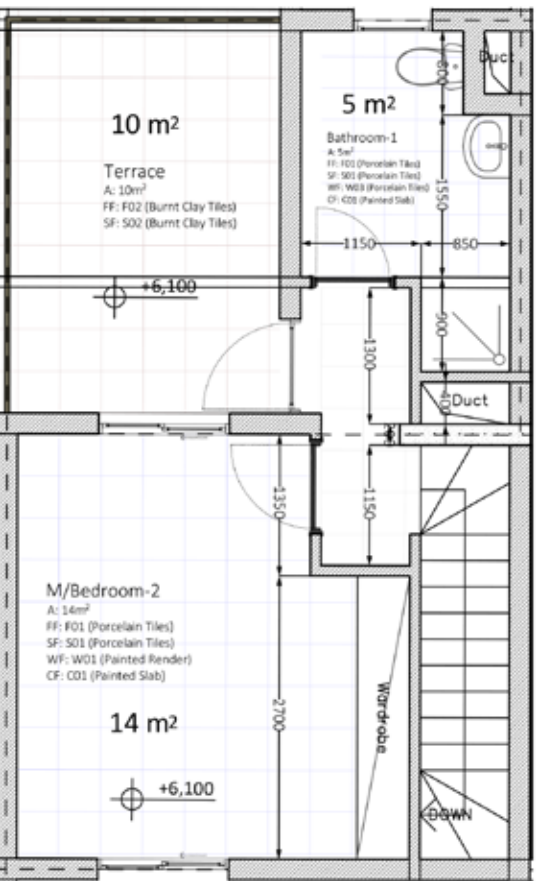 Duct
800
5 m²
10 m²
Bathroom-1
A: 5m²
FF: F01 (Porcelain Tiles)
SF: S01 (Porcelain Tiles)
WF: W03 (Porcelain Tiles)
CF: C01 (Painted Slab)
Terrace
A: 10m²
FF: F02 (Burnt Clay Tiles)
SF: S02 (Burnt Clay Tiles)
1550
1150
850
+6,100
900
1300
400
Duct
1350
1150
M/Bedroom-2
A: 14m²
FF: F01 (Porcelain Tiles)
SF: S01 (Porcelain Tiles)
WF: W01 (Painted Render)
CF: C01 (Painted Slab)
14 m²
2700
Wardrobe
+6,100
DOWN